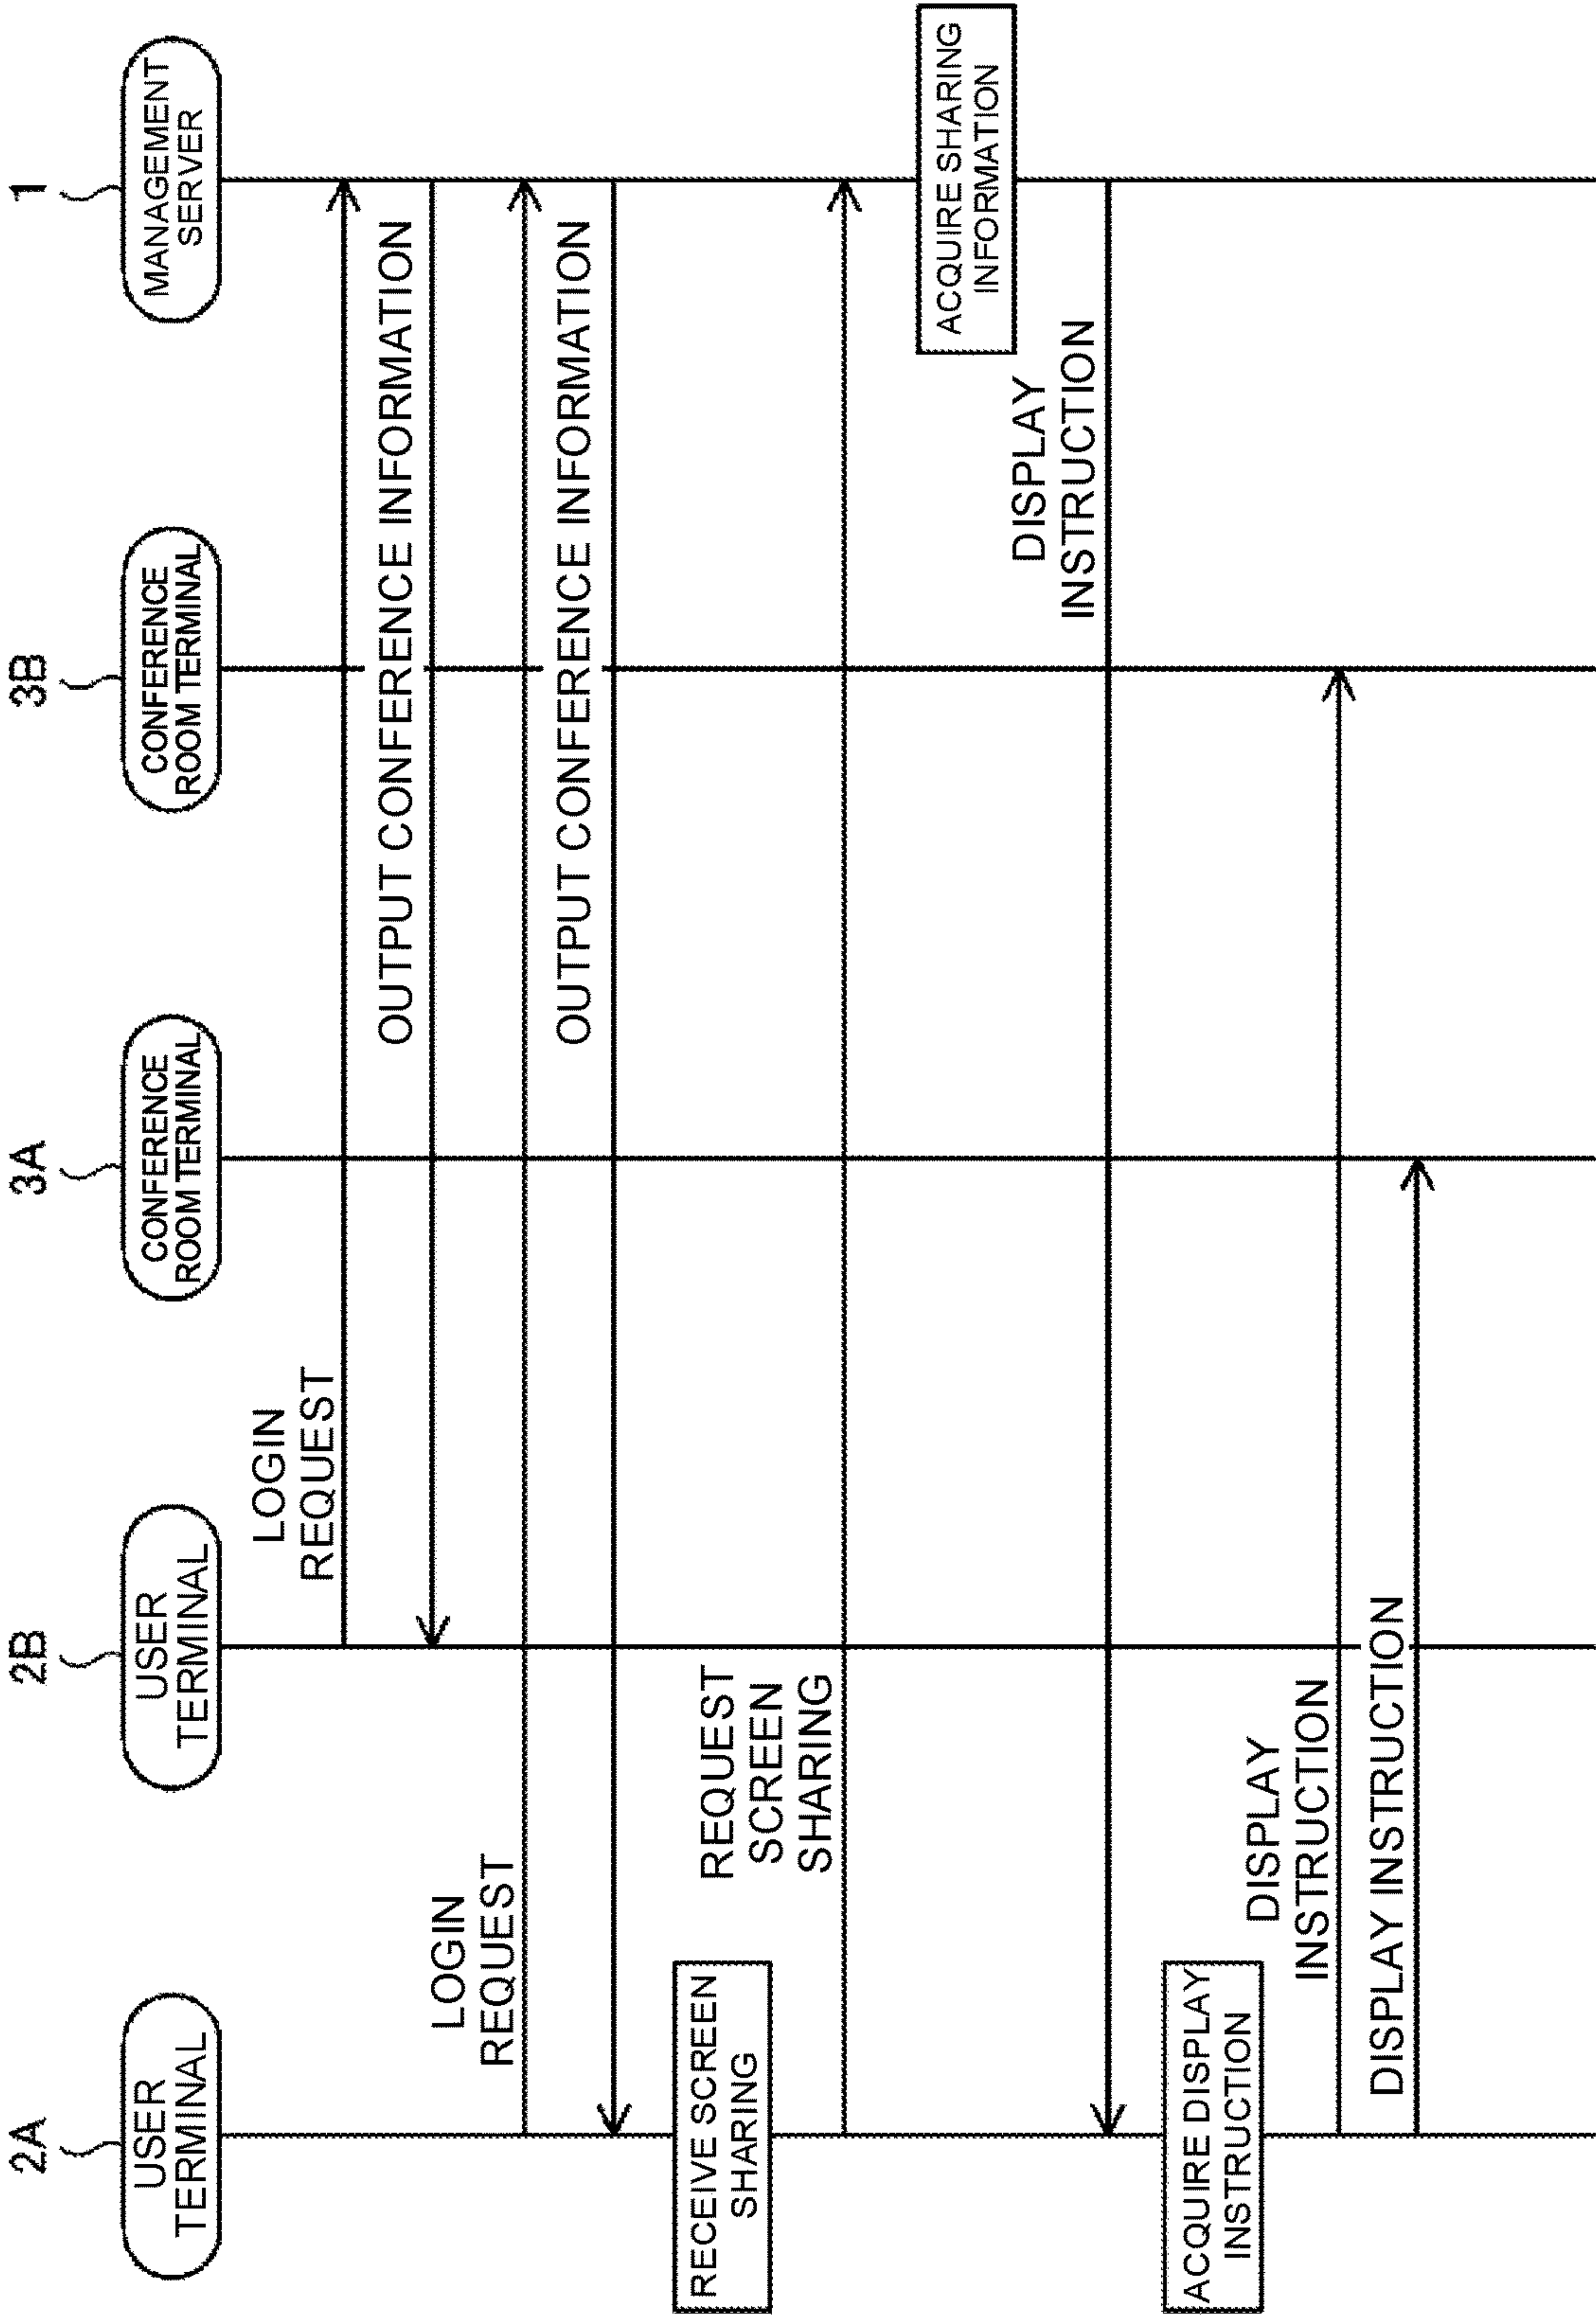 2A
USER
TERMINAL
2B
USER
TERMINAL
3A
CONFERENCE
ROOM TERMINAL
3B
CONFERENCE
ROOM TERMINAL
1
MANAGEMENT
SERVER
LOGIN
REQUEST
OUTPUT CONFERENCE INFORMATION
LOGIN
REQUEST
OUTPUT CONFERENCE INFORMATION
RECEIVE SCREEN
SHARING
REQUEST
SCREEN
SHARING
ACQUIRE SHARING
INFORMATION
DISPLAY
INSTRUCTION
ACQUIRE DISPLAY
INSTRUCTION
DISPLAY
INSTRUCTION
DISPLAY INSTRUCTION